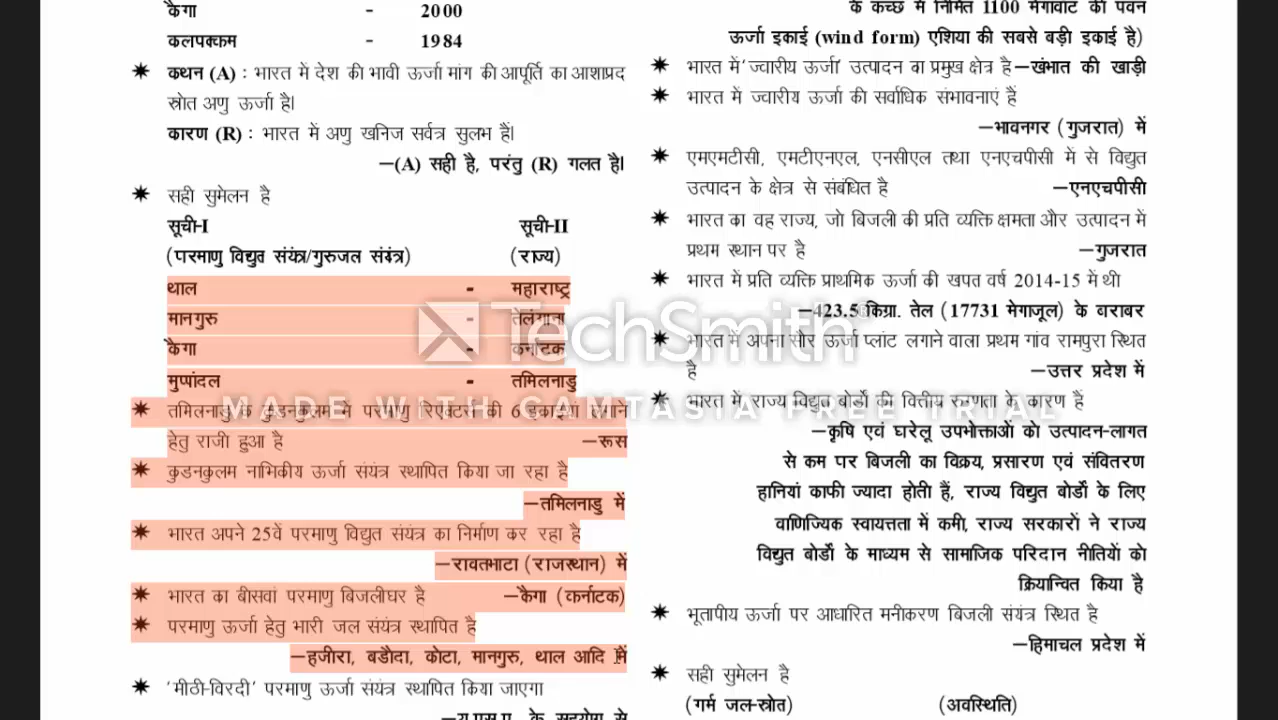 कैगा - 2000
कलपक्कम - 1984
✷ कथन (A) : भारत में देश की भावी ऊर्जा मांग की आपूर्ति का आशाप्रद
स्रोत अणु ऊर्जा है।
कारण (R) : भारत में अणु खनिज सर्वत्र सुलभ हैं।
–(A) सही है, परंतु (R) गलत है।
✷ सही सुमेलन है
सूची-I सूची-II
(परमाणु विद्युत संयंत्र/गुरुजल संयंत्र) (राज्य)
थाल - महाराष्ट्र
मानगुरु - तेलंगाना
कैगा - कर्नाटक
मुप्पांदल - तमिलनाडु
✷ तमिलनाडु के कुडनकुलम में परमाणु रिएक्टर्स की 6 इकाइयां लगाने
हेतु राजी हुआ है –रूस
✷ कुडनकुलम नाभिकीय ऊर्जा संयंत्र स्थापित किया जा रहा है
–तमिलनाडु में
✷ भारत अपने 25वें परमाणु विद्युत संयंत्र का निर्माण कर रहा है
–रावतभाटा (राजस्थान) में
✷ भारत का बीसवां परमाणु बिजलीघर है –कैगा (कर्नाटक)
✷ परमाणु ऊर्जा हेतु भारी जल संयंत्र स्थापित है
–हजीरा, बड़ौदा, कोटा, मानगुरु, थाल आदि में
✷ 'मीठी-विरदी' परमाणु ऊर्जा संयंत्र स्थापित किया जाएगा
–यू.एस.ए. के सहयोग से
के कच्छ में निर्मित 1100 मेगावाट की पवन
ऊर्जा इकाई (wind form) एशिया की सबसे बड़ी इकाई है)
✷ भारत में 'ज्वारीय ऊर्जा' उत्पादन का प्रमुख क्षेत्र है–खंभात की खाड़ी
✷ भारत में ज्वारीय ऊर्जा की सर्वाधिक संभावनाएं हैं
–भावनगर (गुजरात) में
✷ एमएमटीसी, एमटीएनएल, एनसीएल तथा एनएचपीसी में से विद्युत
उत्पादन के क्षेत्र से संबंधित है –एनएचपीसी
✷ भारत का वह राज्य, जो बिजली की प्रति व्यक्ति क्षमता और उत्पादन में
प्रथम स्थान पर है –गुजरात
✷ भारत में प्रति व्यक्ति प्राथमिक ऊर्जा की खपत वर्ष 2014-15 में थी
–423.5 किग्रा. तेल (17731 मेगाजूल) के बराबर
✷ भारत में अपना सौर ऊर्जा प्लांट लगाने वाला प्रथम गांव रामपुरा स्थित
है –उत्तर प्रदेश में
✷ भारत में राज्य विद्युत बोर्डों की वित्तीय रुग्णता के कारण हैं
–कृषि एवं घरेलू उपभोक्ताओं को उत्पादन-लागत
से कम पर बिजली का विक्रय, प्रसारण एवं संवितरण
हानियां काफी ज्यादा होती हैं, राज्य विद्युत बोर्डों के लिए
वाणिज्यिक स्वायत्तता में कमी, राज्य सरकारों ने राज्य
विद्युत बोर्डों के माध्यम से सामाजिक परिदान नीतियों को
क्रियान्वित किया है
✷ भूतापीय ऊर्जा पर आधारित मनीकरण बिजली संयंत्र स्थित है
–हिमाचल प्रदेश में
✷ सही सुमेलन है
(गर्म जल-स्रोत) (अवस्थिति)
TechSmith
MADE WITH CAMTASIA FREE TRIAL